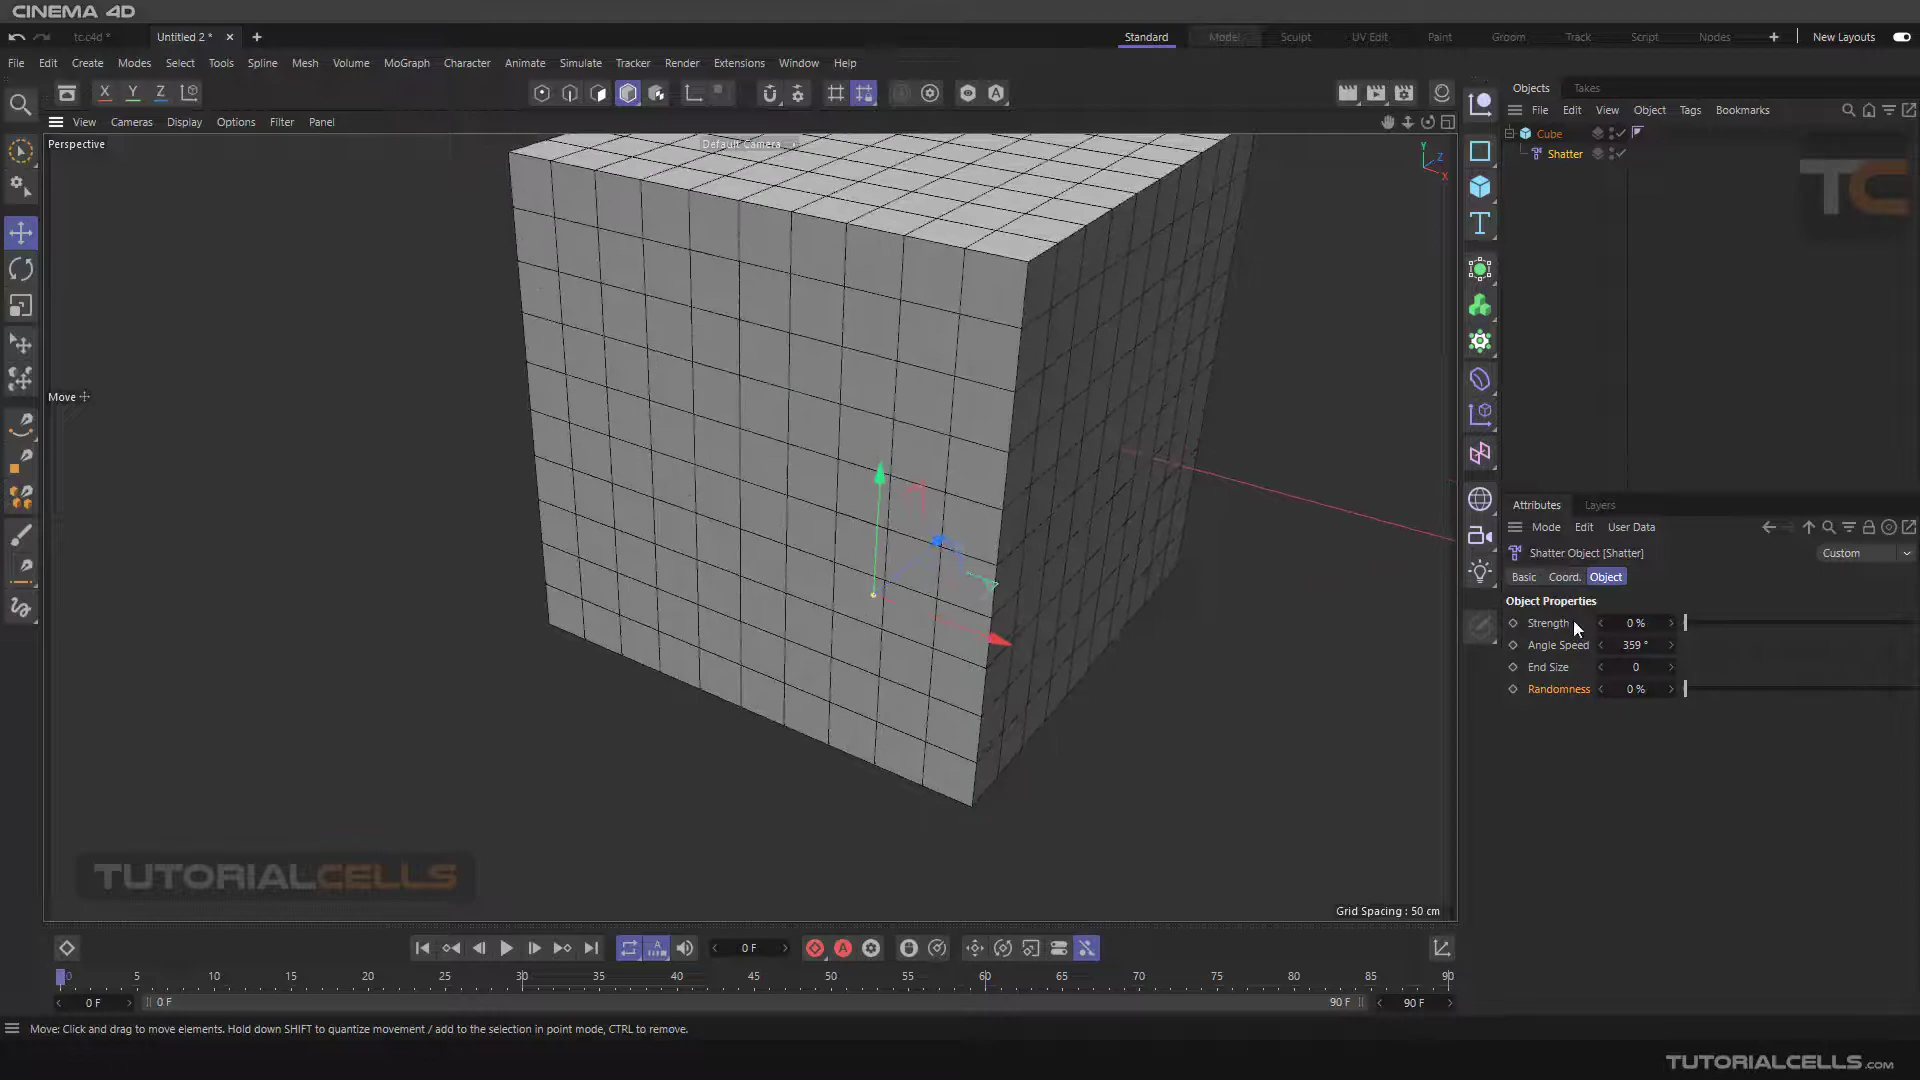 CINEMA 4D
tc.c4d *
Untitled 2 *
Standard
Model
Sculpt
UV Edit
Paint
Groom
Track
Script
Nodes
New Layouts
File Edit Create Modes Select Tools Spline Mesh Volume MoGraph Character Animate Simulate Tracker Render Extensions Window Help
X Y Z
Objects Takes
View Cameras Display Options Filter Panel
File Edit View Object Tags Bookmarks
Perspective
Default Camera
Y
Z
X
Cube
Shatter
TC
Move
Attributes Layers
Mode Edit User Data
Shatter Object [Shatter]
Custom
Basic Coord. Object
Object Properties
Strength 0 %
Angle Speed 359 °
End Size 0
Randomness 0 %
TUTORIALCELLS
Grid Spacing : 50 cm
0 F
0 5 10 15 20 25 30 35 40 45 50 55 60 65 70 75 80 85 90
0 F 0 F 90 F 90 F
Move: Click and drag to move elements. Hold down SHIFT to quantize movement / add to the selection in point mode, CTRL to remove.
TUTORIALCELLS.COM